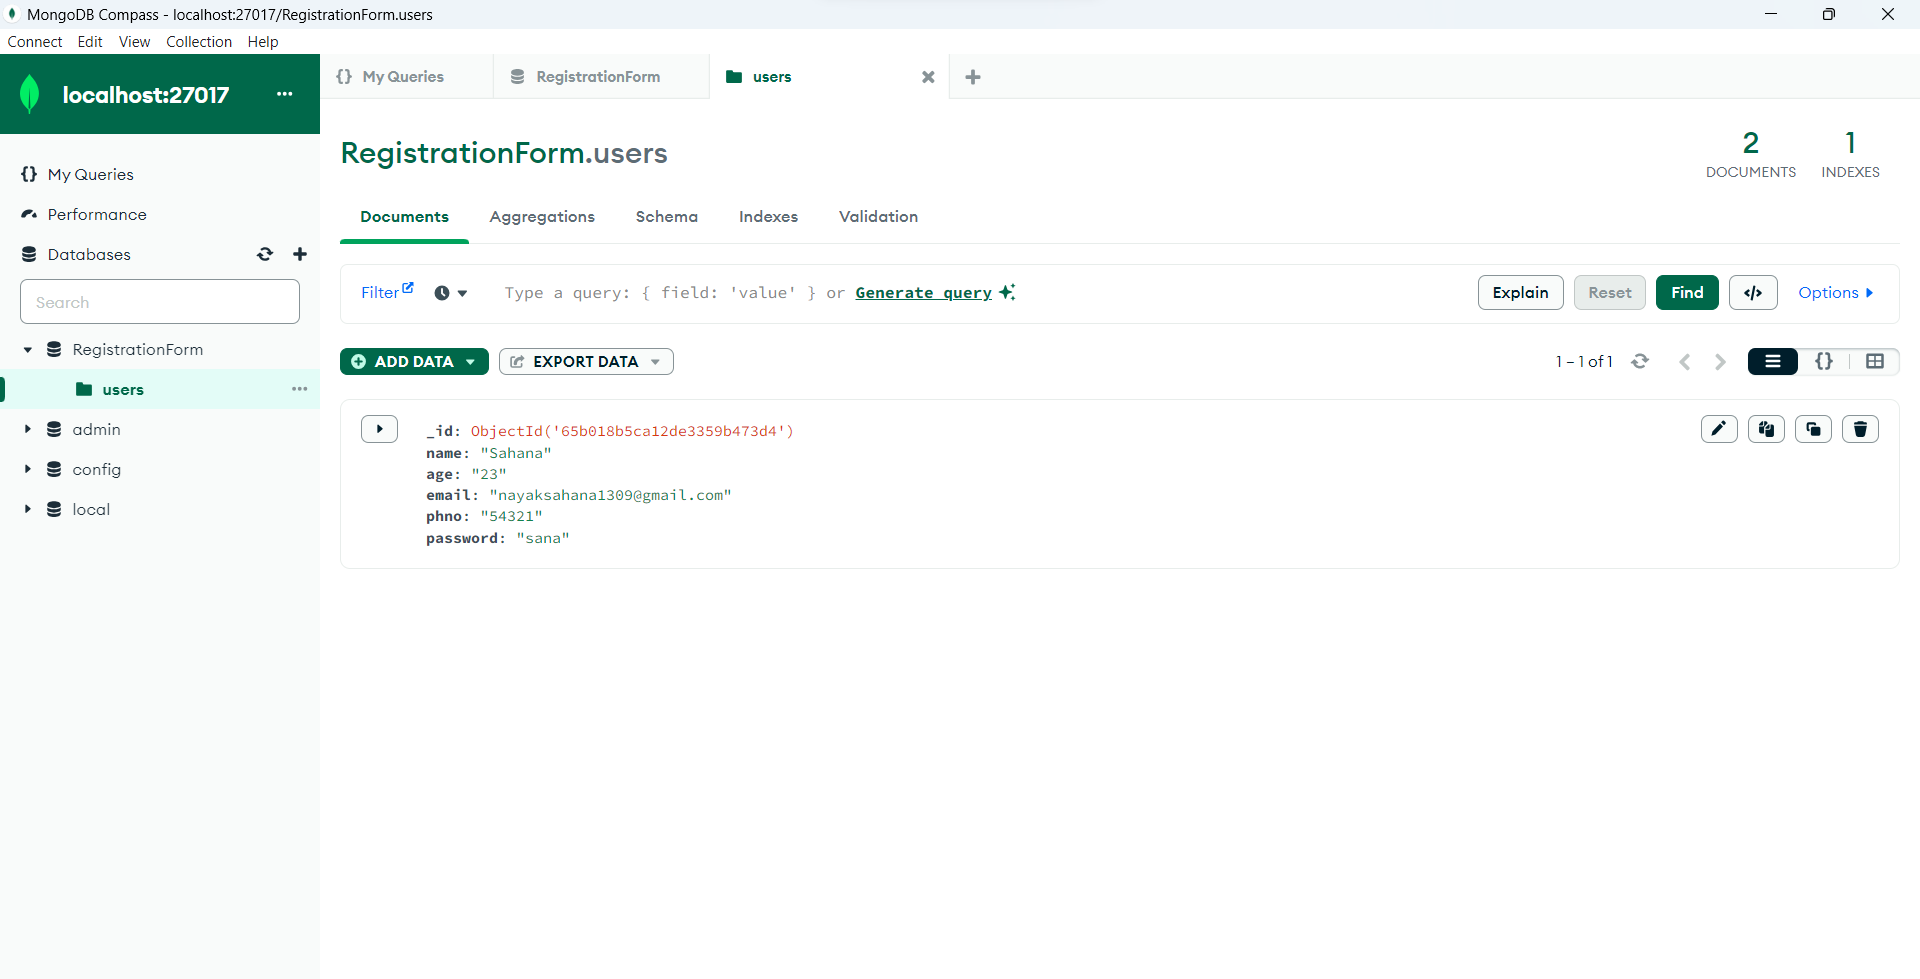 MongoDB Compass - localhost:27017/RegistrationForm.users
Connect Edit View Collection Help
localhost:27017 ...
{} My Queries
RegistrationForm
users
RegistrationForm.users
2
DOCUMENTS
1
INDEXES
{} My Queries
Performance
Databases
Search
RegistrationForm
users
admin
config
local
Documents Aggregations Schema Indexes Validation
Filter Type a query: { field: 'value' } or Generate query Explain Reset Find </> Options
ADD DATA EXPORT DATA 1 – 1 of 1 {}
_id: ObjectId('65b018b5ca12de3359b473d4')
name: "Sahana"
age: "23"
email: "nayaksahana1309@gmail.com"
phno: "54321"
password: "sana"